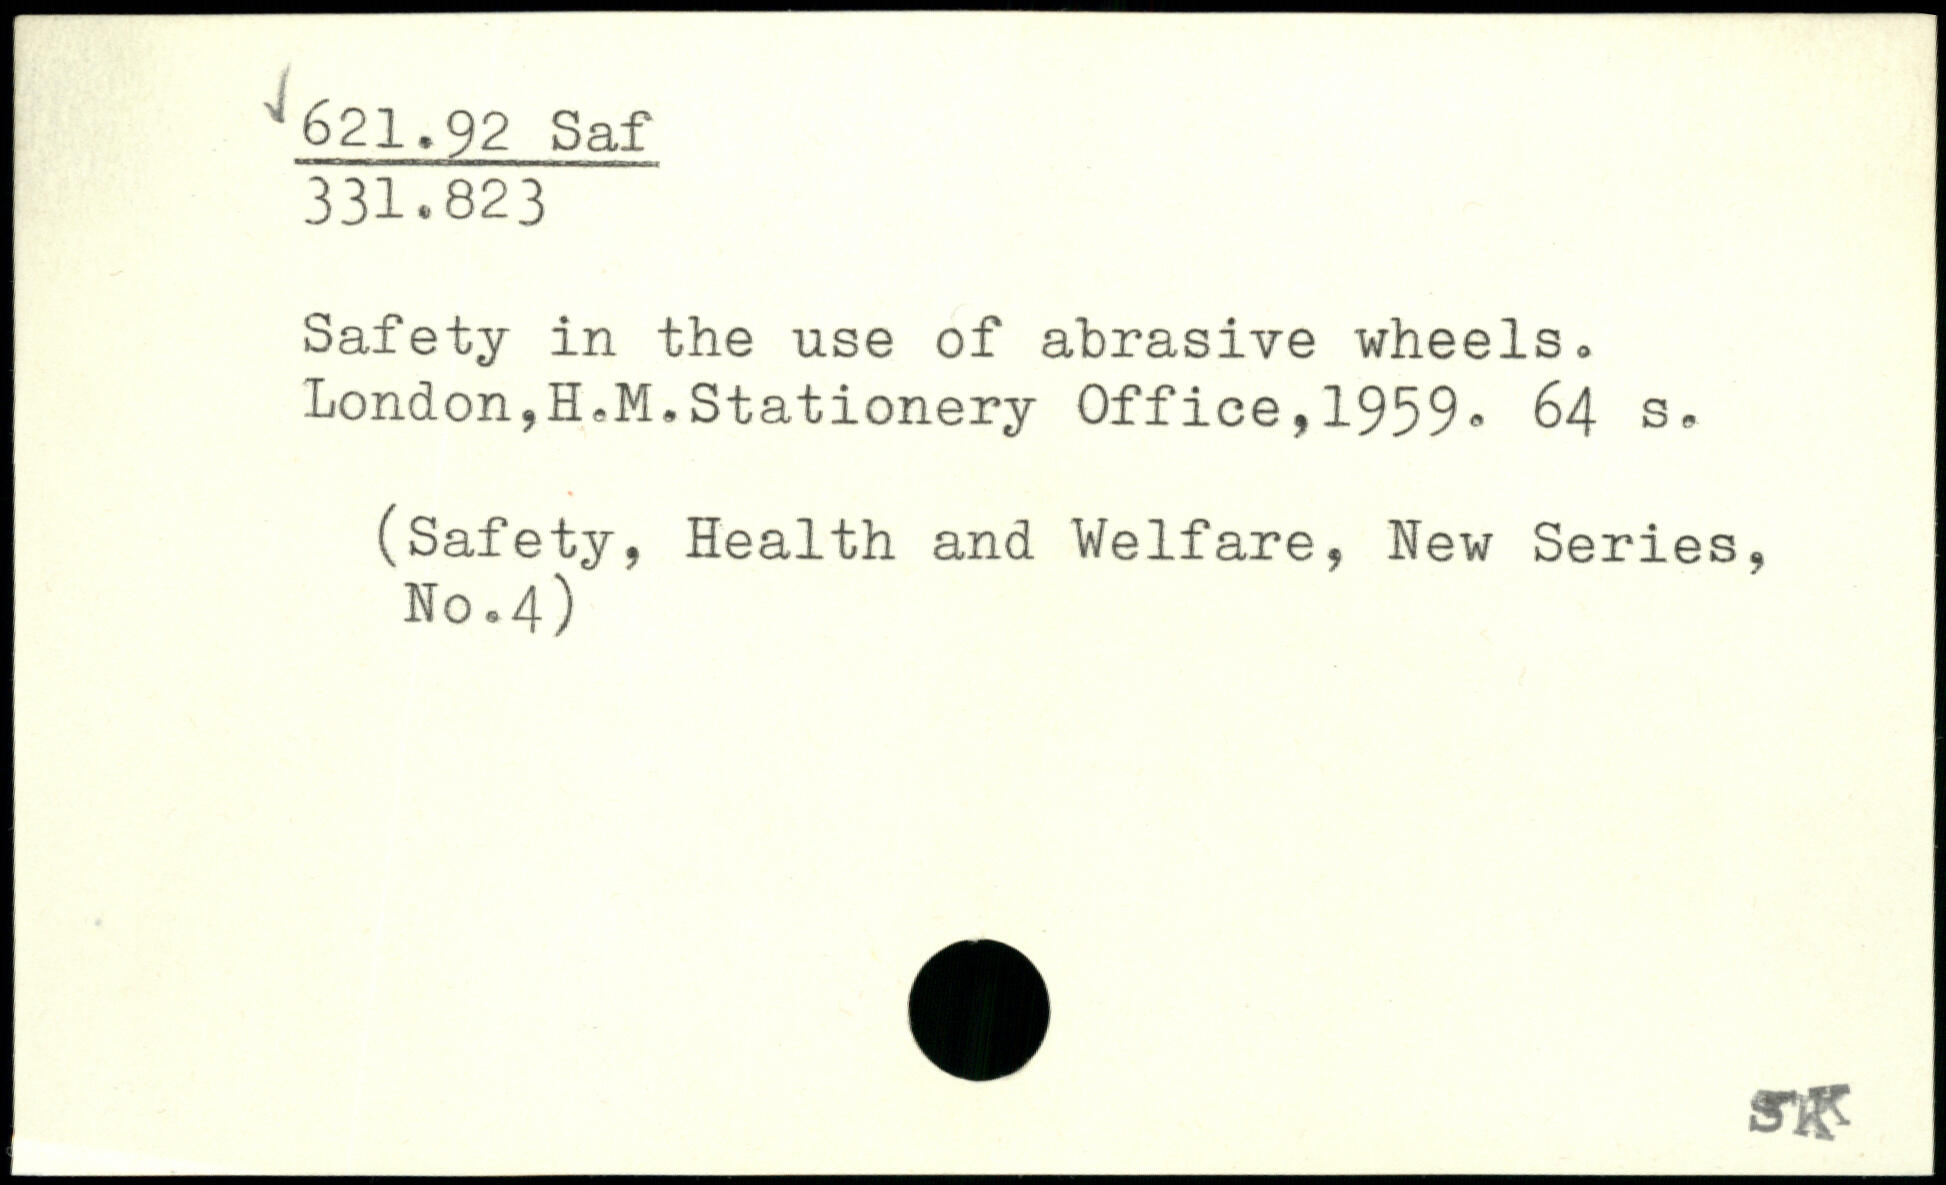 621.92 Saf
331.823
Safety in the use of abrasive wheels.
London,H.M.Stationery Office,1959. 64 s.
(Safety, Health and Welfare, New Series,
No.4)
SK